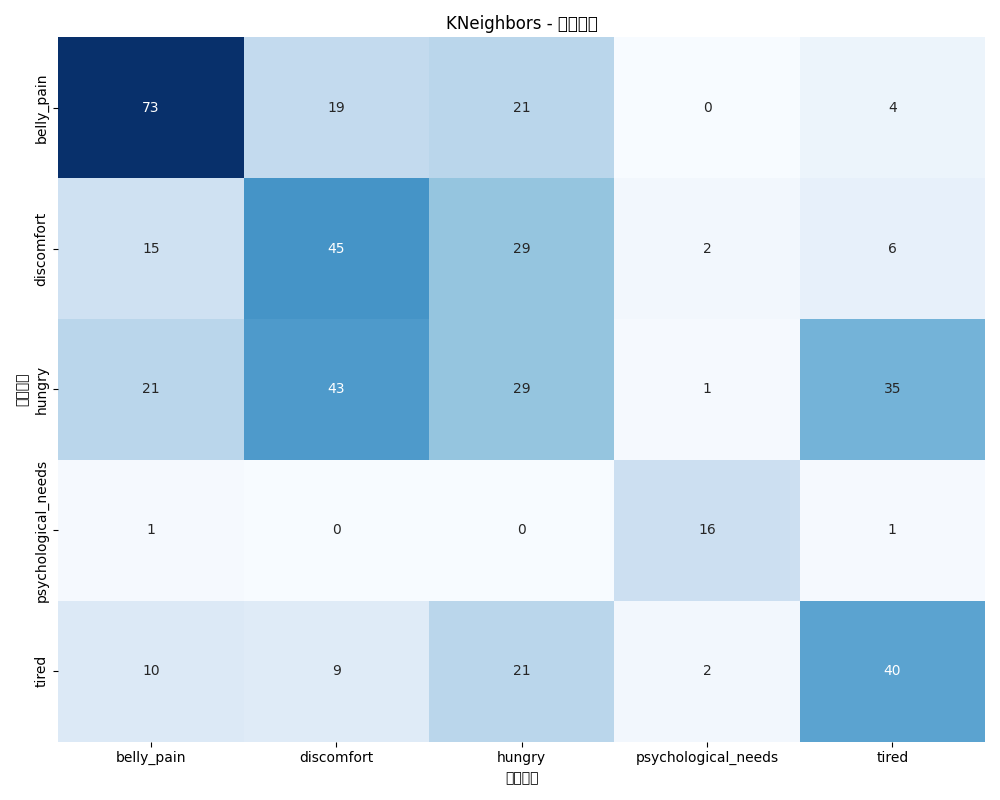 KNeighbors -
belly_pain
73 19 21 0 4
discomfort
15 45 29 2 6
hungry
21 43 29 1 35
psychological_needs
1 0 0 16 1
tired
10 9 21 2 40
belly_pain discomfort hungry psychological_needs tired